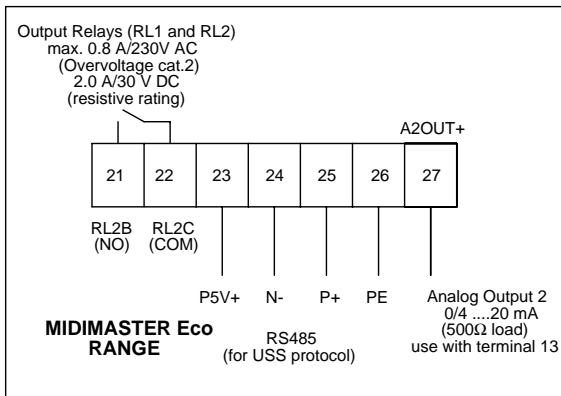 Output Relays (RL1 and RL2)
max. 0.8 A/230V AC
(Overvoltage cat.2)
2.0 A/30 V DC
(resistive rating)
A2OUT+
21 22 23 24 25 26 27
RL2B RL2C
(NO) (COM)
P5V+ N- P+ PE
Analog Output 2
0/4 ....20 mA
(500Ω load)
use with terminal 13
RS485
(for USS protocol)
MIDIMASTER Eco
RANGE